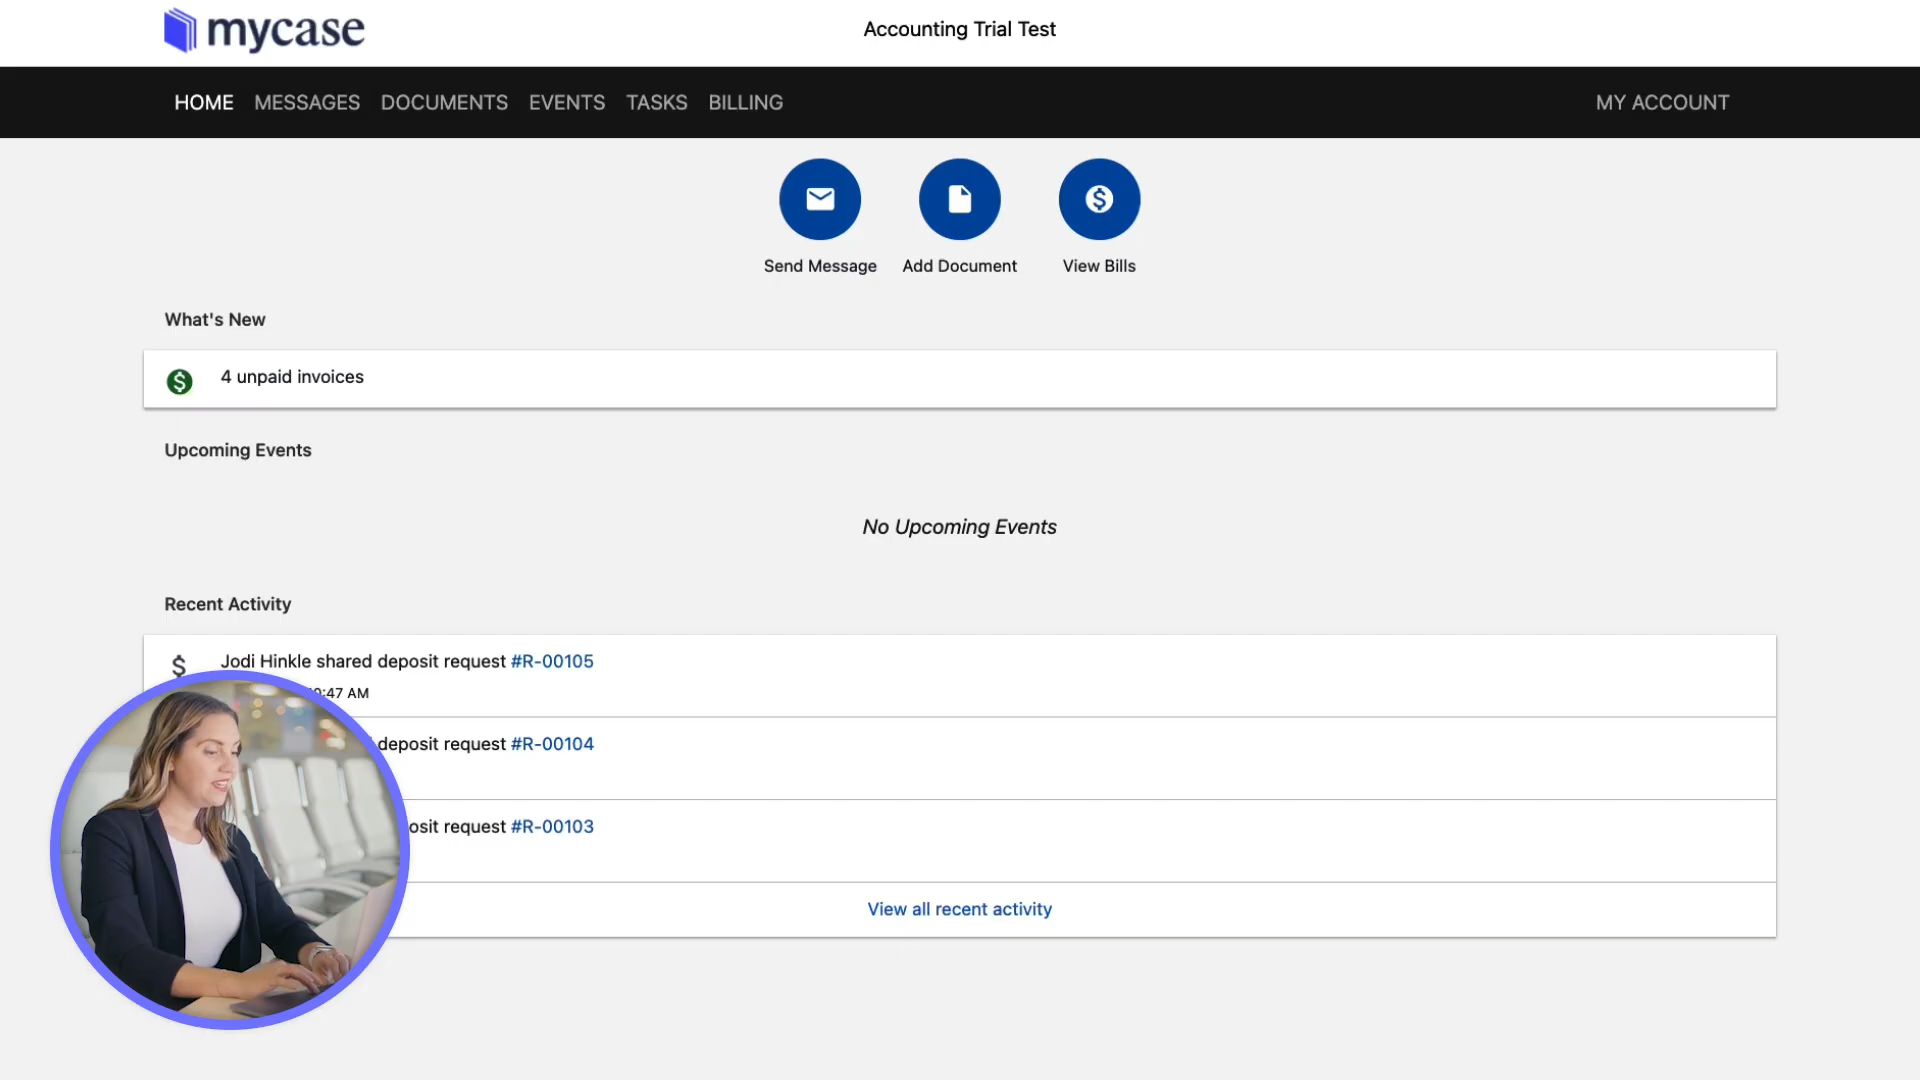 mycase
Accounting Trial Test
HOME MESSAGES DOCUMENTS EVENTS TASKS BILLING MY ACCOUNT
Send Message Add Document View Bills
What's New
4 unpaid invoices
Upcoming Events
No Upcoming Events
Recent Activity
Jodi Hinkle shared deposit request #R-00105
:47 AM
deposit request #R-00104
request #R-00103
View all recent activity